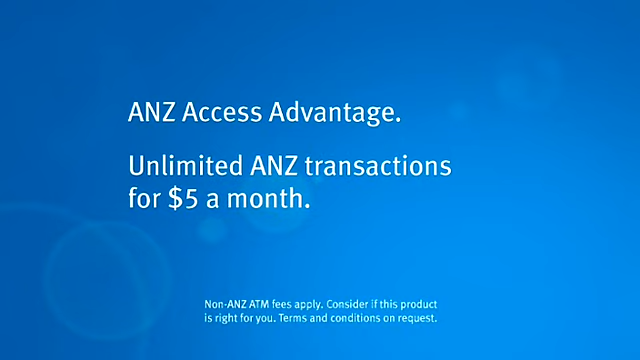 ANZ Access Advantage.
Unlimited ANZ transactions
for $5 a month.
Non-ANZ ATM fees apply. Consider if this product
is right for you. Terms and conditions on request.